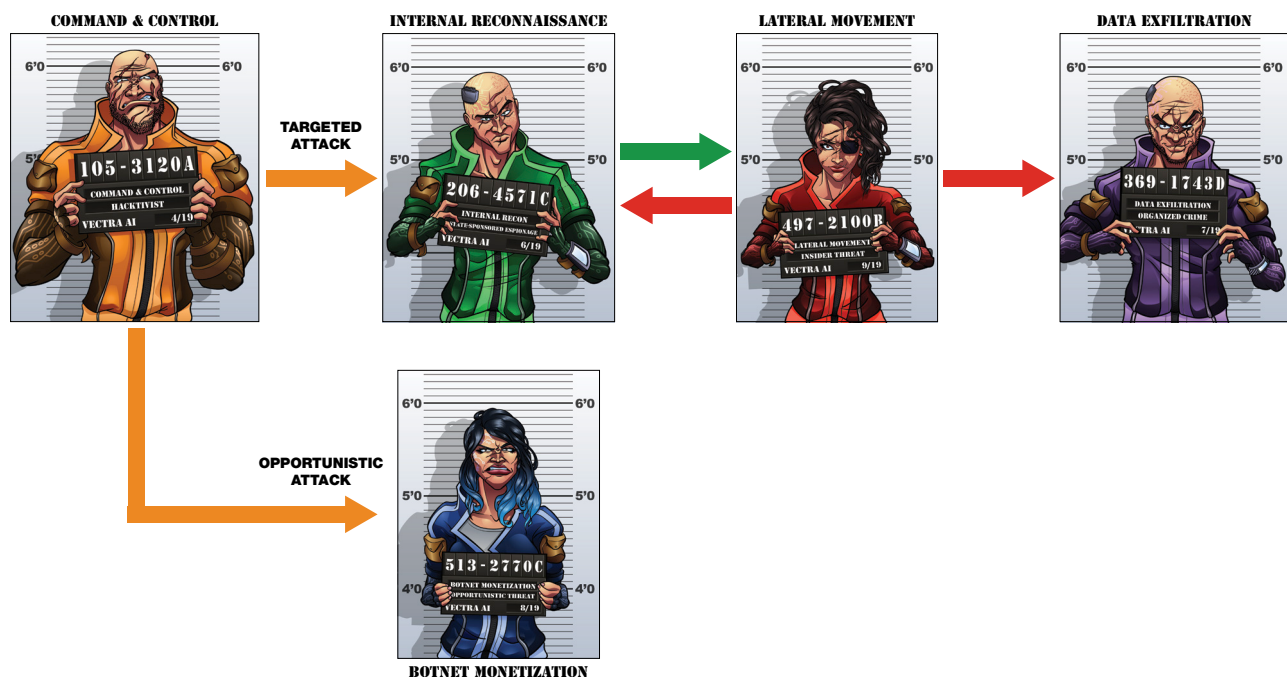 COMMAND & CONTROL
INTERNAL RECONNAISSANCE
LATERAL MOVEMENT
DATA EXFILTRATION
6'0 6'0
5'0
105-3120A
COMMAND & CONTROL
HACKTIVIST
VECTRA AI 4/19
TARGETED
ATTACK
6'0 6'0
5'0 5'0
206-4571C
INTERNAL RECON
STATE-SPONSORED ESPIONAGE
VECTRA AI 6/19
6'0 6'0
5'0 5'0
497-2100B
LATERAL MOVEMENT
INSIDER THREAT
VECTRA AI 9/19
6'0 6'0
5'0 5'0
369-1743D
DATA EXFILTRATION
ORGANIZED CRIME
VECTRA AI 7/19
OPPORTUNISTIC
ATTACK
6'0 6'0
5'0 5'0
4'0 4'0
513-2770C
BOTNET MONETIZATION
OPPORTUNISTIC THREAT
VECTRA AI 8/19
BOTNET MONETIZATION